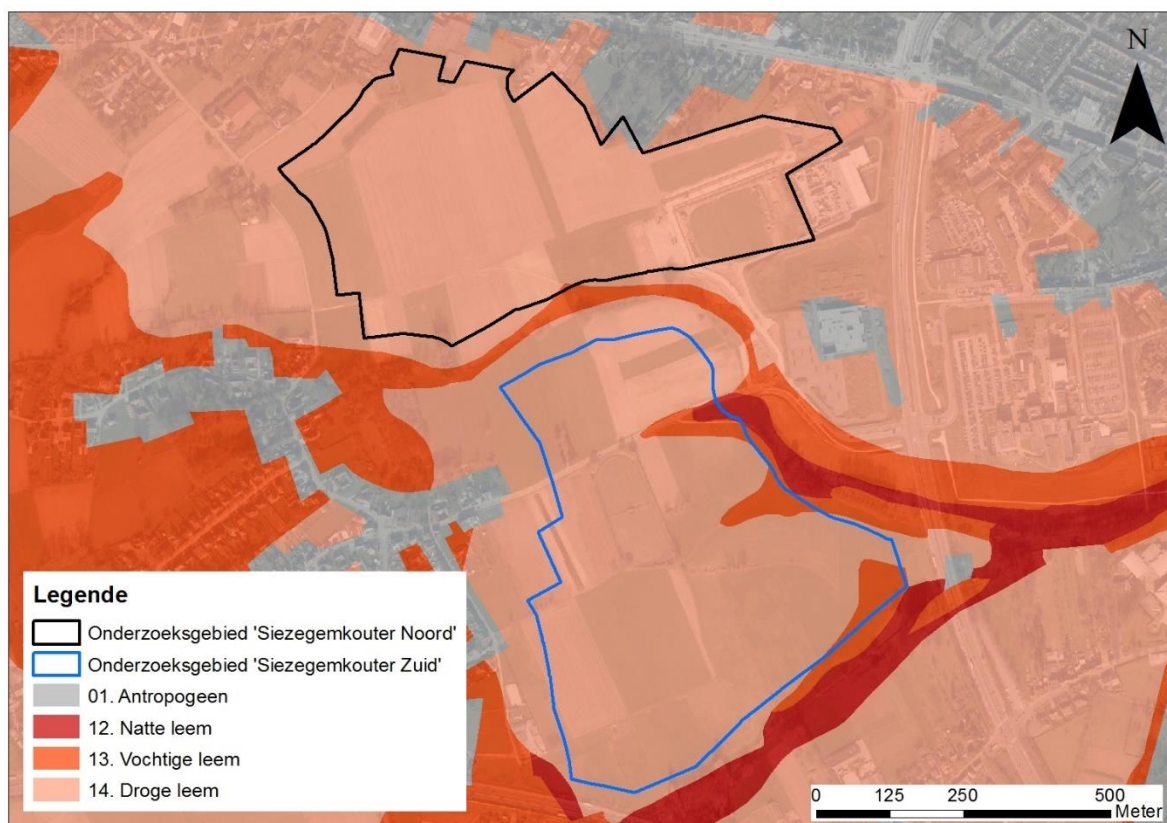 N
Legende
Onderzoeksgebied 'Siezegemkouter Noord'
Onderzoeksgebied 'Siezegemkouter Zuid'
01. Antropogeen
12. Natte leem
13. Vochtige leem
14. Droge leem
0 125 250 500
Meter